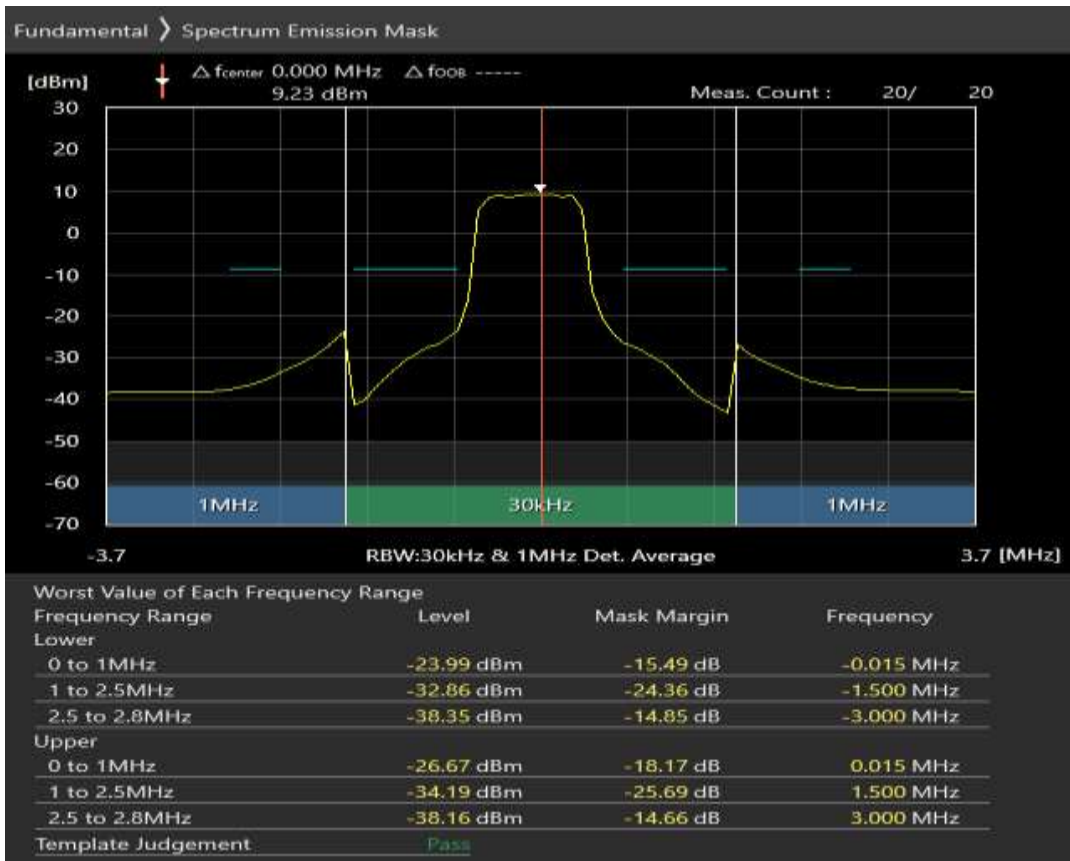 Fundamental 》 Spectrum Emission Mask
[dBm] △ fcenter 0.000 MHz △ fOOB -----
9.23 dBm Meas. Count : 20/ 20
30
20
10
0
-10
-20
-30
-40
-50
-60
1MHz 30kHz 1MHz
-70
-3.7 RBW:30kHz & 1MHz Det. Average 3.7 [MHz]
Worst Value of Each Frequency Range
Frequency Range Level Mask Margin Frequency
Lower
0 to 1MHz -23.99 dBm -15.49 dB -0.015 MHz
1 to 2.5MHz -32.86 dBm -24.36 dB -1.500 MHz
2.5 to 2.8MHz -38.35 dBm -14.85 dB -3.000 MHz
Upper
0 to 1MHz -26.67 dBm -18.17 dB 0.015 MHz
1 to 2.5MHz -34.19 dBm -25.69 dB 1.500 MHz
2.5 to 2.8MHz -38.16 dBm -14.66 dB 3.000 MHz
Template Judgement Pass